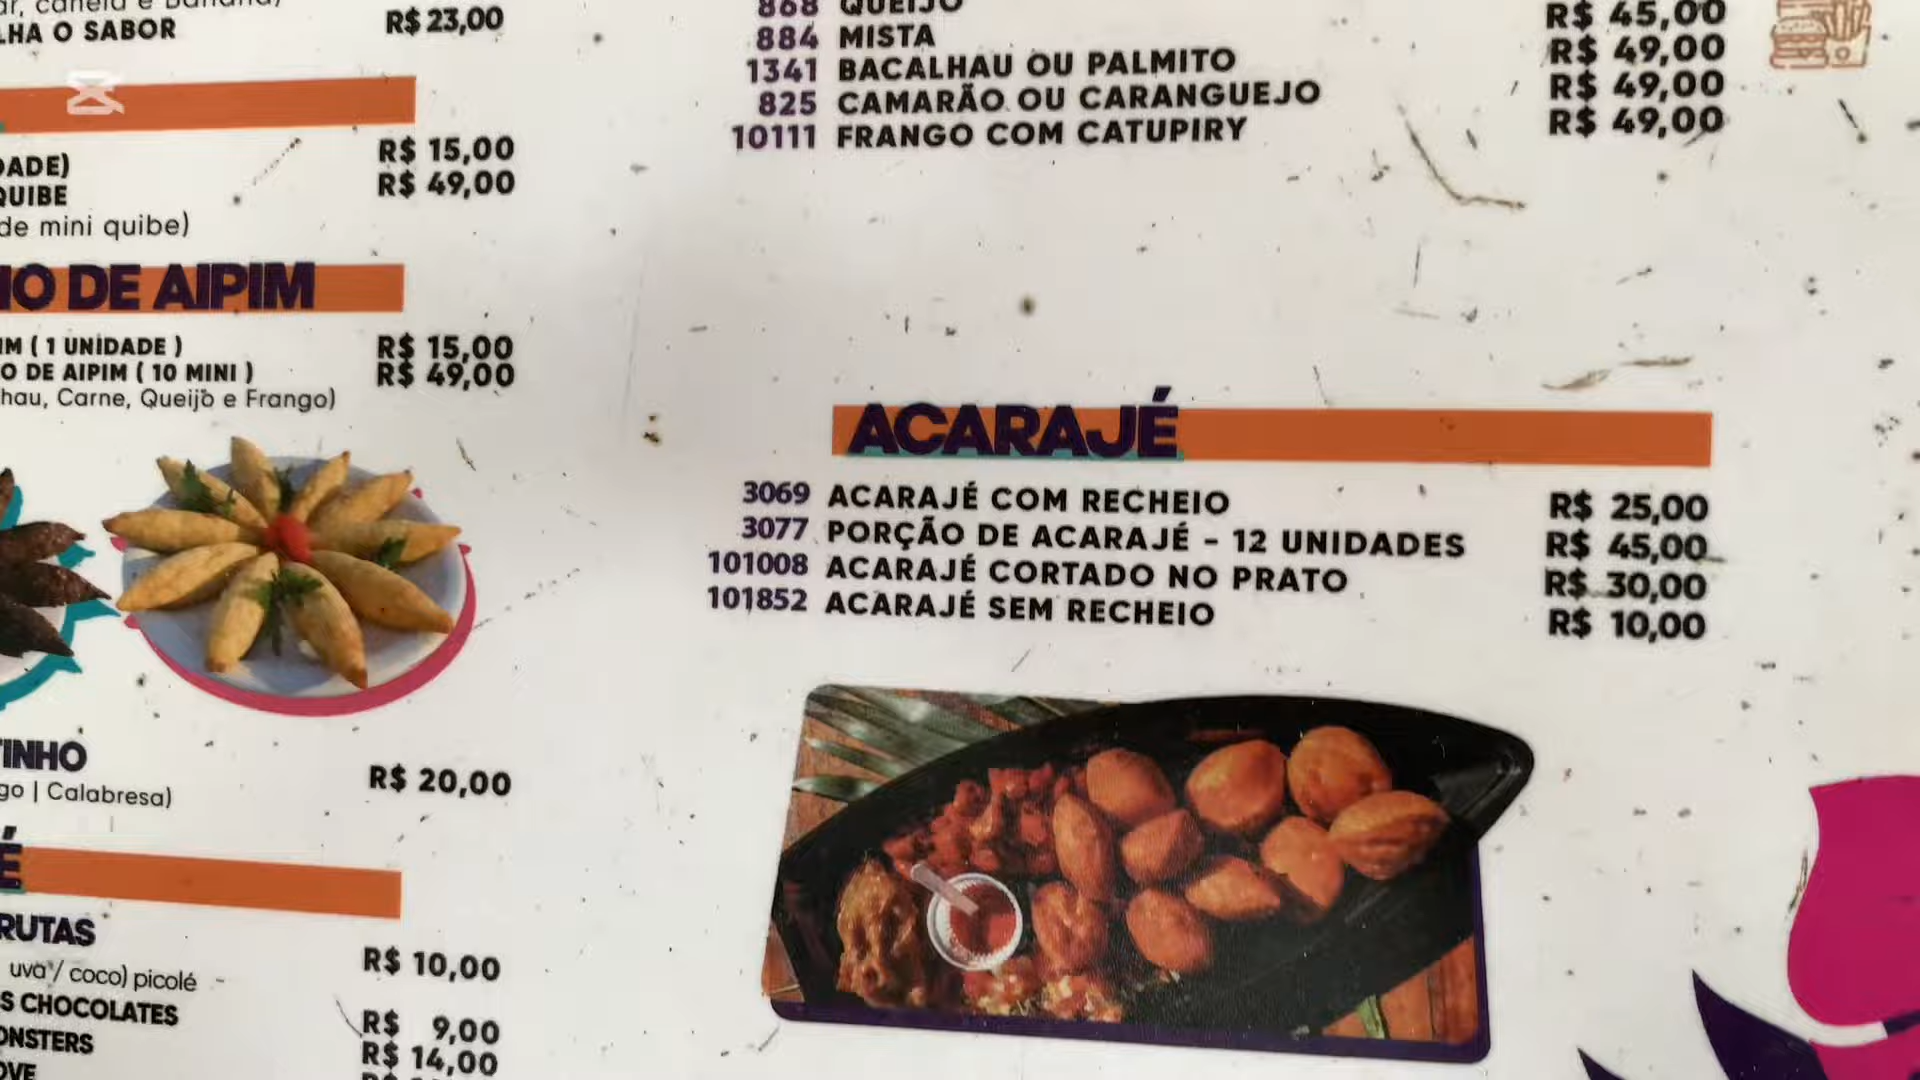 LHA O SABOR R$ 23,00
DADE) R$ 15,00
QUIBE R$ 49,00
de mini quibe)
DE AIPIM
( 1 UNIDADE ) R$ 15,00
O DE AIPIM ( 10 MINI ) R$ 49,00
hau, Carne, Queijo e Frango)
TINHO R$ 20,00
go | Calabresa)
É
RUTAS R$ 10,00
uva / coco) picolé
S CHOCOLATES R$ 9,00
ONSTERS R$ 14,00
OVE
868 QUEIJO R$ 45,00
884 MISTA R$ 49,00
1341 BACALHAU OU PALMITO R$ 49,00
825 CAMARÃO OU CARANGUEJO R$ 49,00
10111 FRANGO COM CATUPIRY
ACARAJÉ
3069 ACARAJÉ COM RECHEIO R$ 25,00
3077 PORÇÃO DE ACARAJÉ - 12 UNIDADES R$ 45,00
101008 ACARAJÉ CORTADO NO PRATO R$ 30,00
101852 ACARAJÉ SEM RECHEIO R$ 10,00